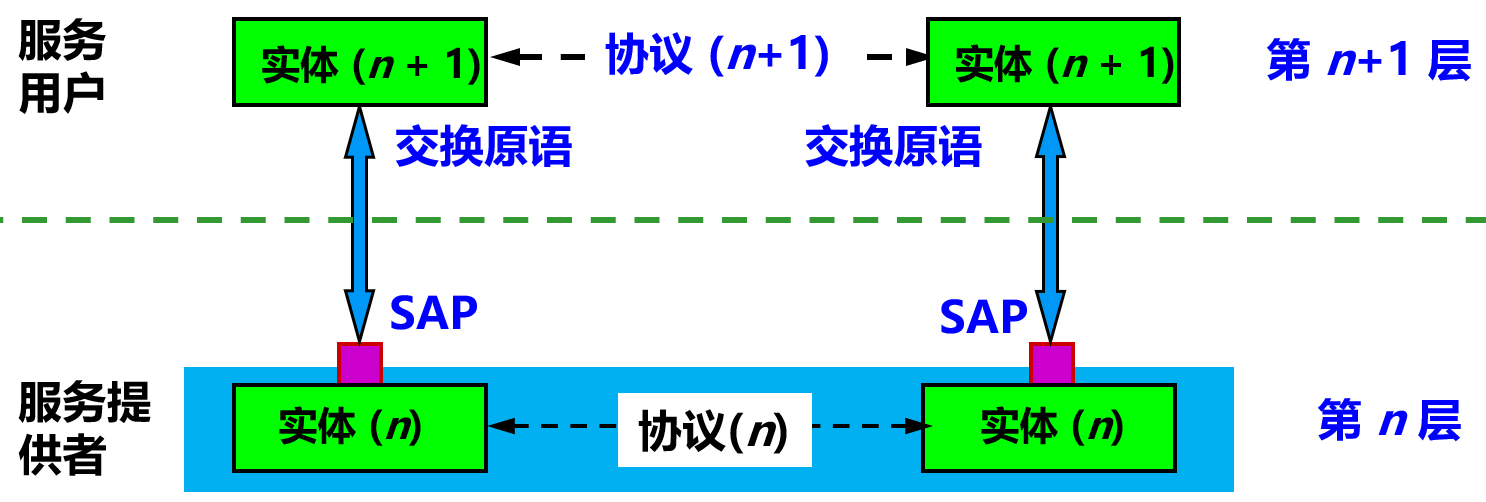 服务
用户
实体 (n + 1)
协议 (n+1)
实体 (n + 1)
第 n+1 层
交换原语
交换原语
SAP
SAP
服务提
供者
实体 (n)
协议(n)
实体 (n)
第 n 层